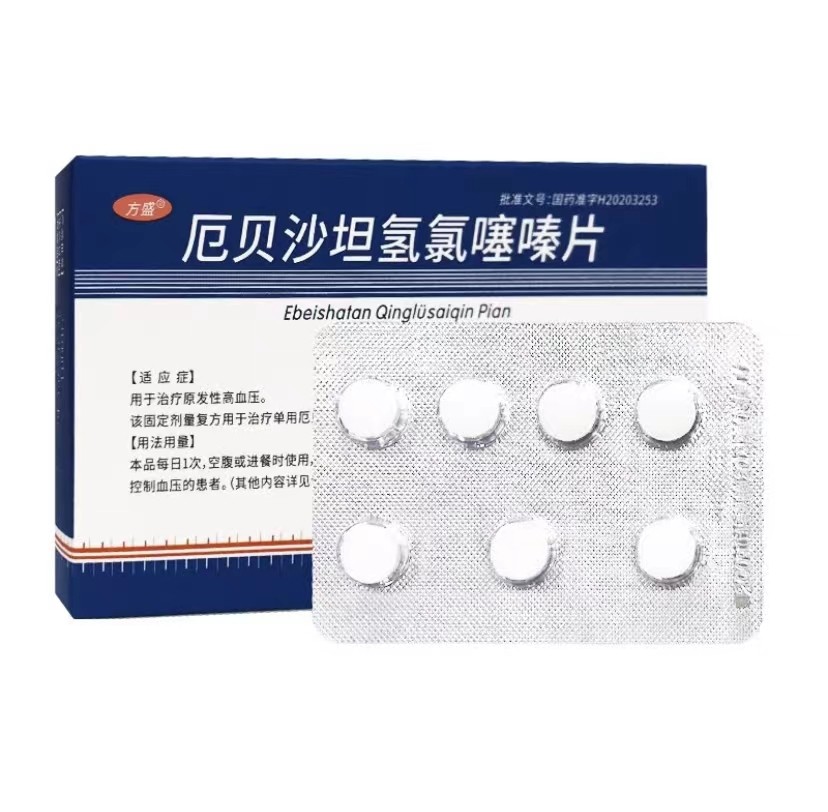 方盛®
批准文号：国药准字H20203253
厄贝沙坦氢氯噻嗪片
Ebeishatan Qinglüsaiqin Pian
【适 应 症】
用于治疗原发性高血压。
该固定剂量复方用于治疗单用厄
【用法用量】
本品每日1次，空腹或进餐时使用，
控制血压的患者。（其他内容详见